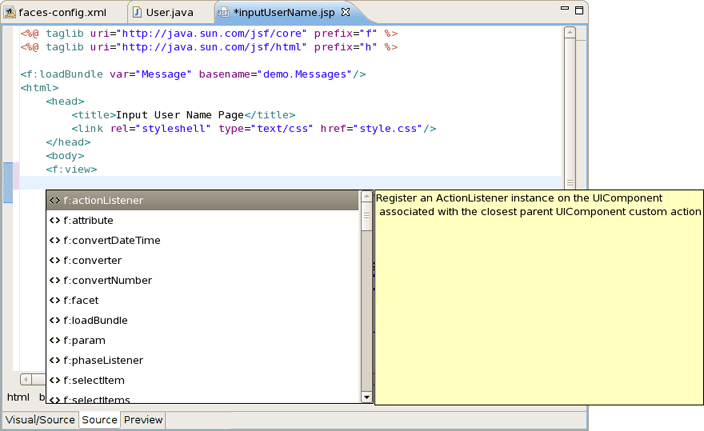 faces-config.xml
User.java
*inputUserName.jsp
<%@ taglib uri="http://java.sun.com/jsf/core" prefix="f" %>
<%@ taglib uri="http://java.sun.com/jsf/html" prefix="h" %>
<f:loadBundle var="Message" basename="demo.Messages"/>
<html>
<head>
<title>Input User Name Page</title>
<link rel="styleshell" type="text/css" href="style.css"/>
</head>
<body>
<f:view>
f:actionListener
f:attribute
f:convertDateTime
f:converter
f:convertNumber
f:facet
f:loadBundle
f:param
f:phaseListener
f:selectItem
f:selectItems
Register an ActionListener instance on the UIComponent
associated with the closest parent UIComponent custom action
html
Visual/Source
Source
Preview